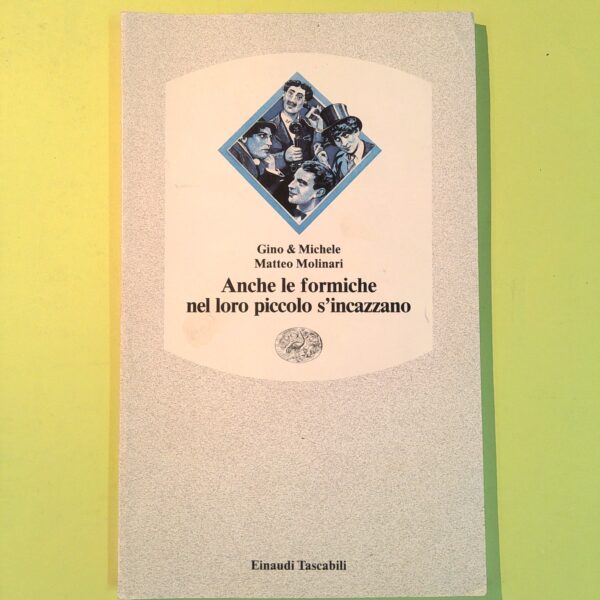 Gino & Michele
Matteo Molinari
Anche le formiche
nel loro piccolo s'incazzano
Einaudi Tascabili